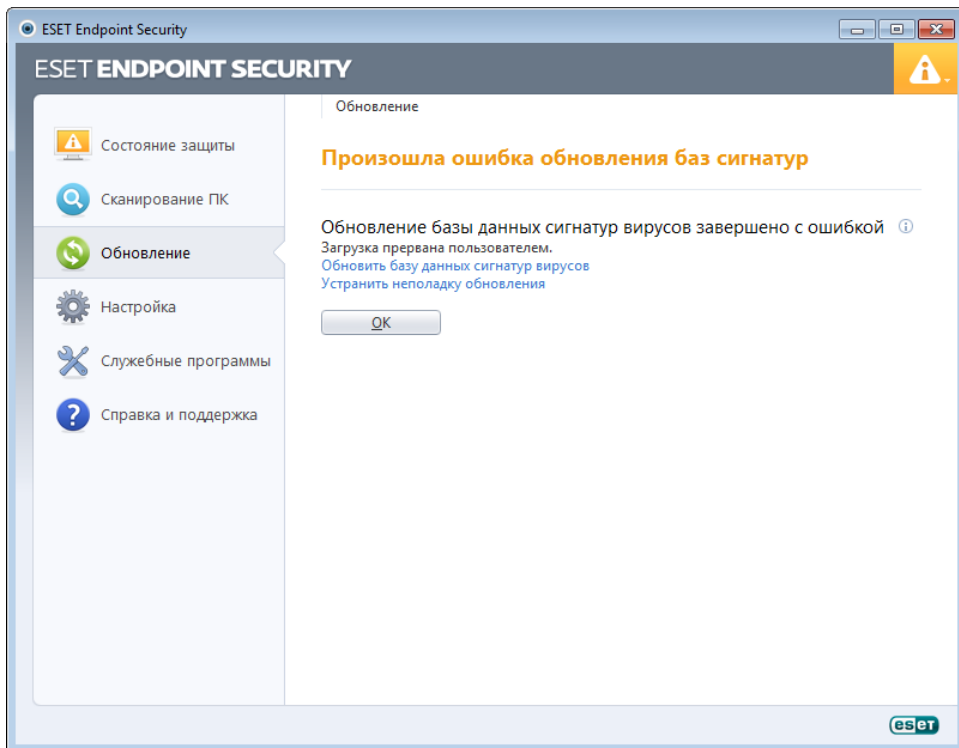 ESET Endpoint Security
ESET ENDPOINT SECURITY
Состояние защиты
Сканирование ПК
Обновление
Настройка
Служебные программы
Справка и поддержка
Обновление
Произошла ошибка обновления баз сигнатур
Обновление базы данных сигнатур вирусов завершено с ошибкой
Загрузка прервана пользователем.
Обновить базу данных сигнатур вирусов
Устранить неполадку обновления
OK
eseT